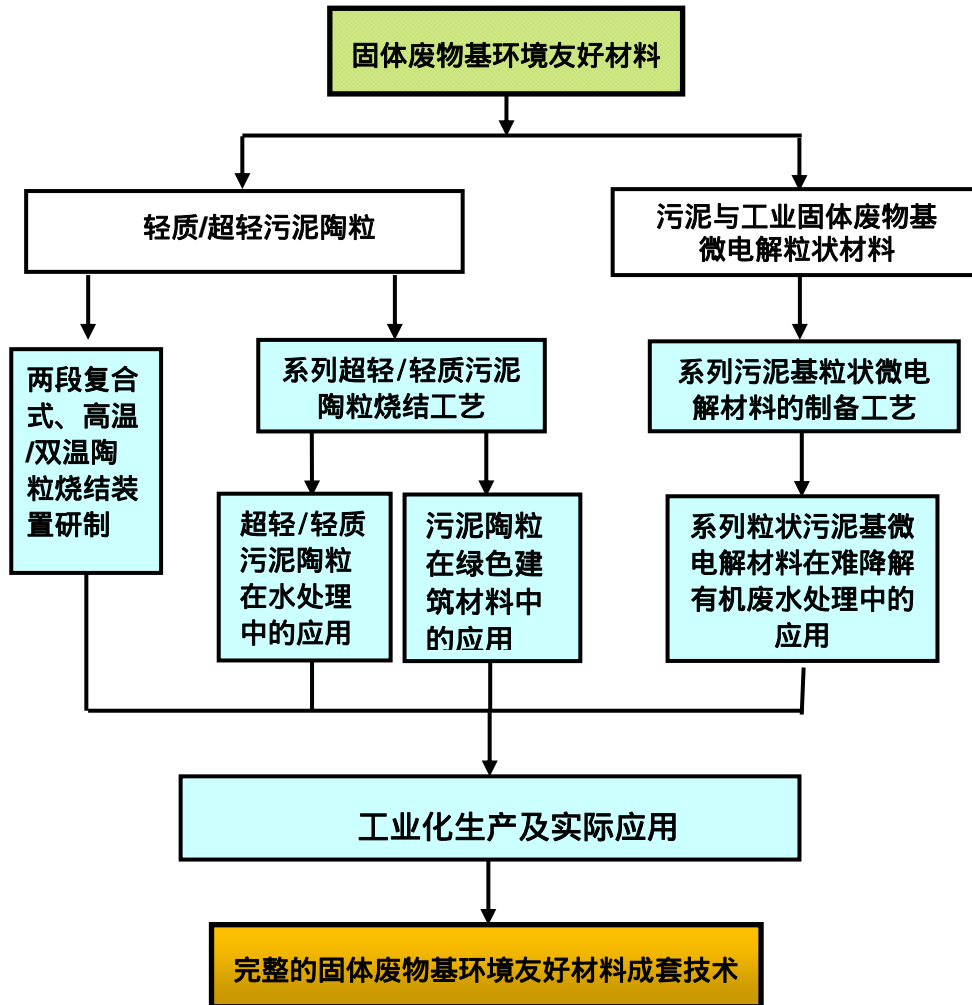 固体废物基环境友好材料
轻质/超轻污泥陶粒
污泥与工业固体废物基
微电解粒状材料
两段复合
式、高温
/双温陶
粒烧结装
置研制
系列超轻/轻质污泥
陶粒烧结工艺
系列污泥基粒状微电
解材料的制备工艺
超轻/轻质
污泥陶粒
在水处理
中的应用
污泥陶粒
在绿色建
筑材料中
的应用
系列粒状污泥基微
电解材料在难降解
有机废水处理中的
应用
工业化生产及实际应用
完整的固体废物基环境友好材料成套技术